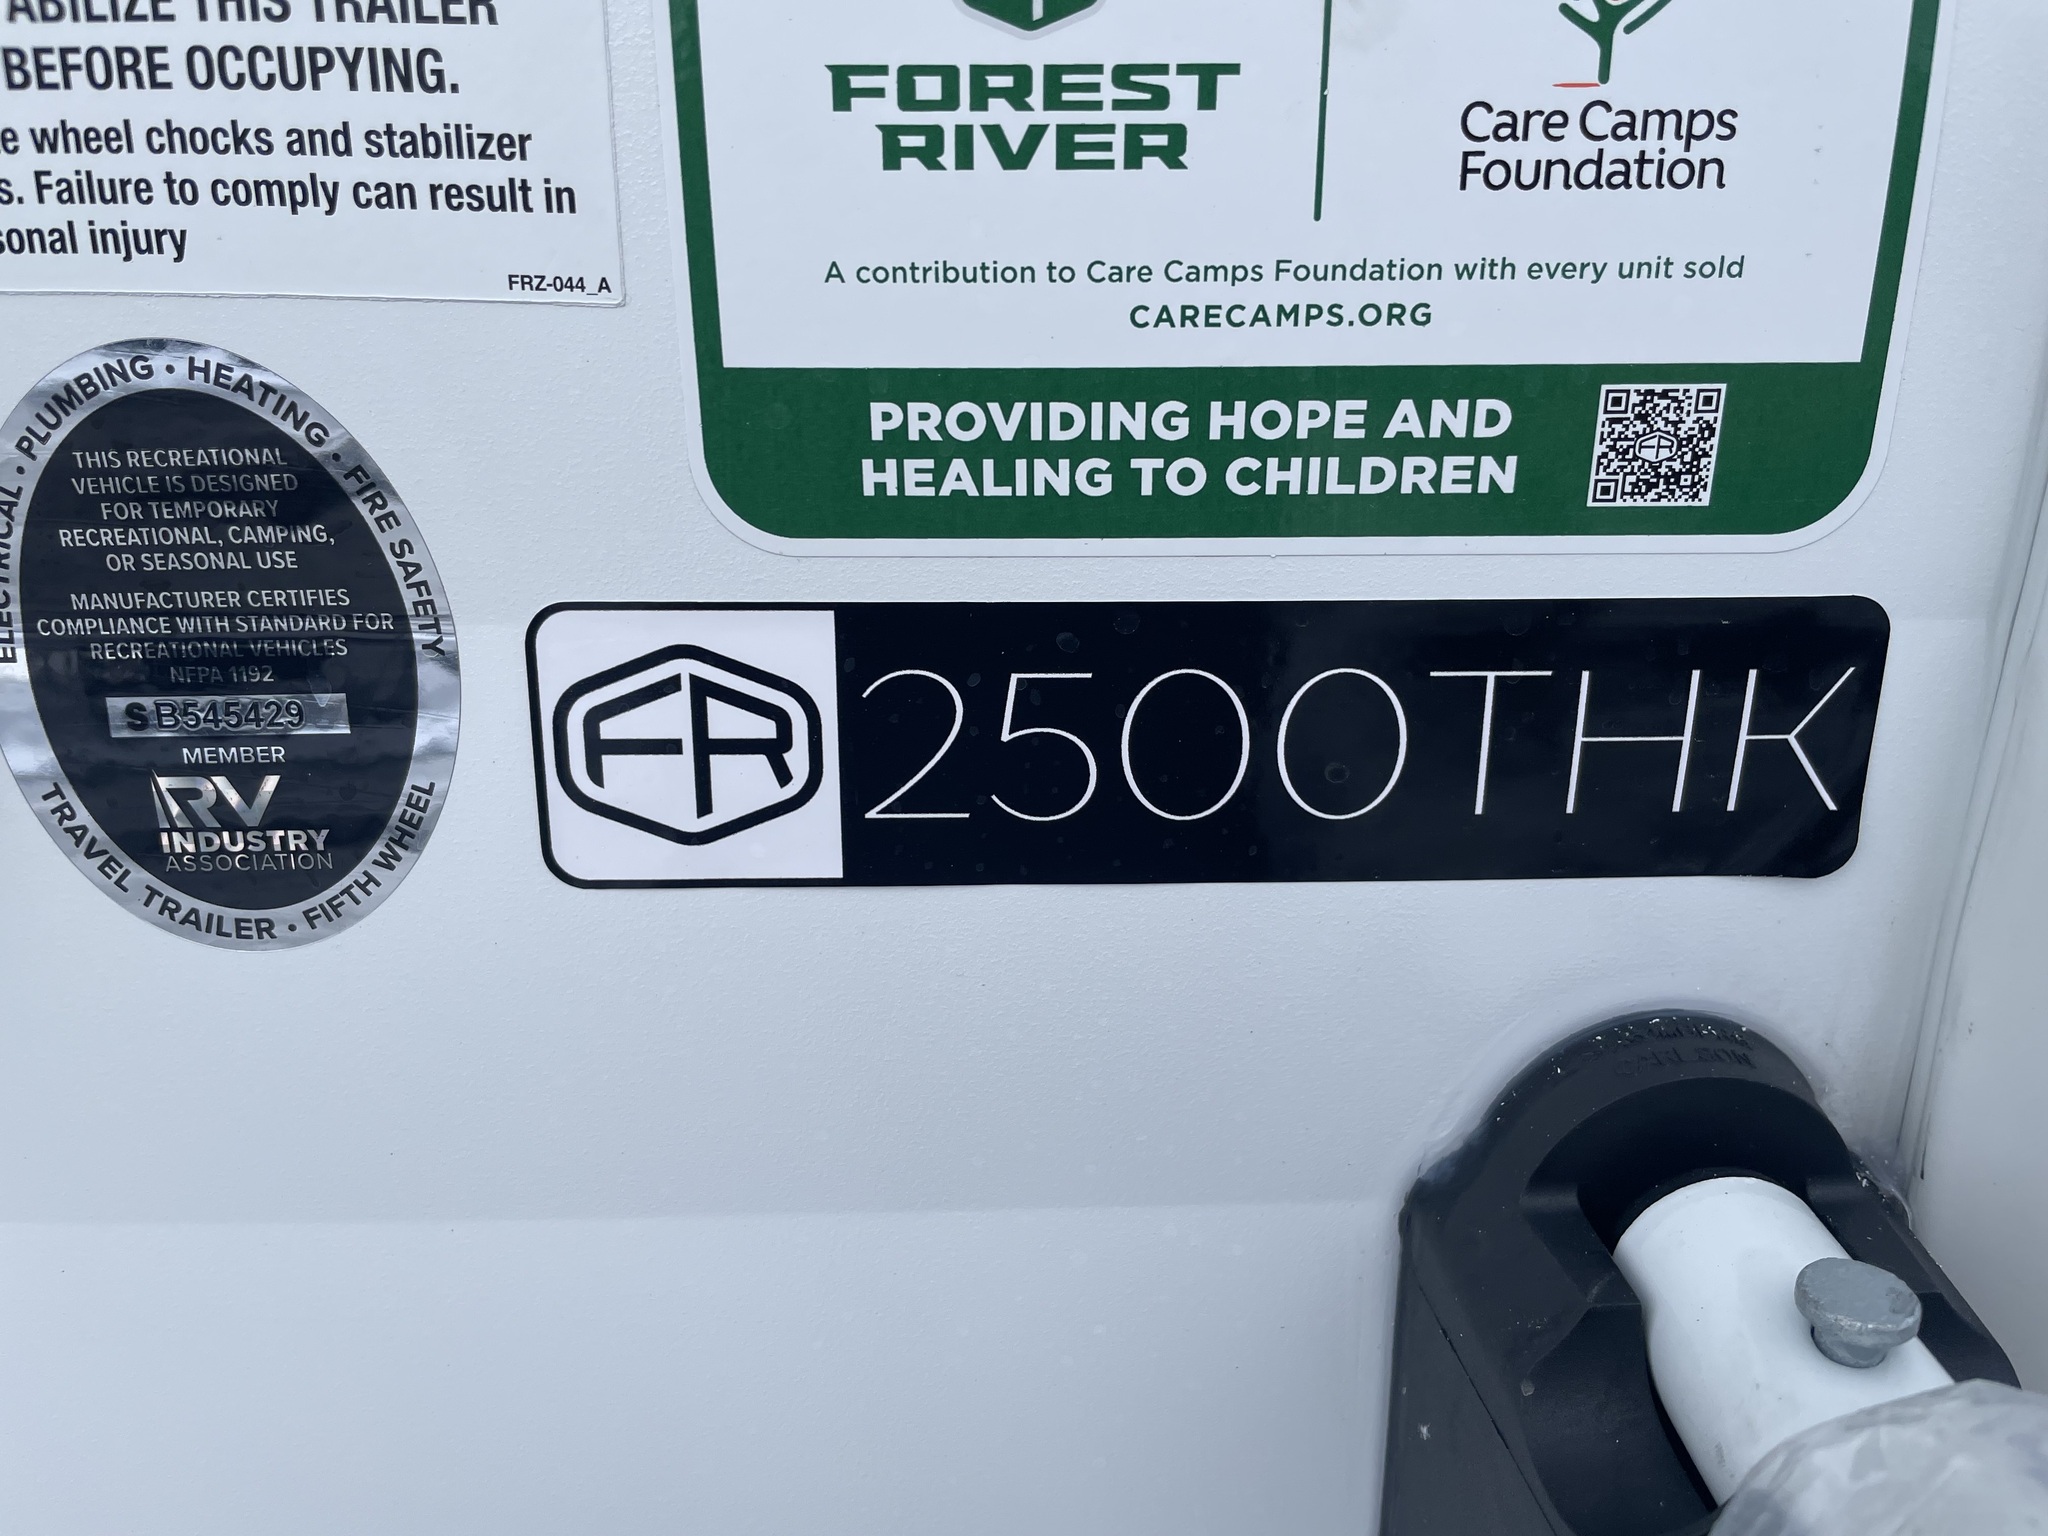 ABILIZE THIS TRAILER
BEFORE OCCUPYING.
e wheel chocks and stabilizer
s. Failure to comply can result in
sonal injury
FRZ-044_A
FOREST
RIVER
Care Camps
Foundation
A contribution to Care Camps Foundation with every unit sold
CARECAMPS.ORG
PROVIDING HOPE AND
HEALING TO CHILDREN
FR
ELECTRICAL • PLUMBING • HEATING • FIRE SAFETY
THIS RECREATIONAL
VEHICLE IS DESIGNED
FOR TEMPORARY
RECREATIONAL, CAMPING,
OR SEASONAL USE
MANUFACTURER CERTIFIES
COMPLIANCE WITH STANDARD FOR
RECREATIONAL VEHICLES
NFPA 1192
SB545429
MEMBER
RV
INDUSTRY
ASSOCIATION
TRAVEL TRAILER • FIFTH WHEEL
FR 2500THK